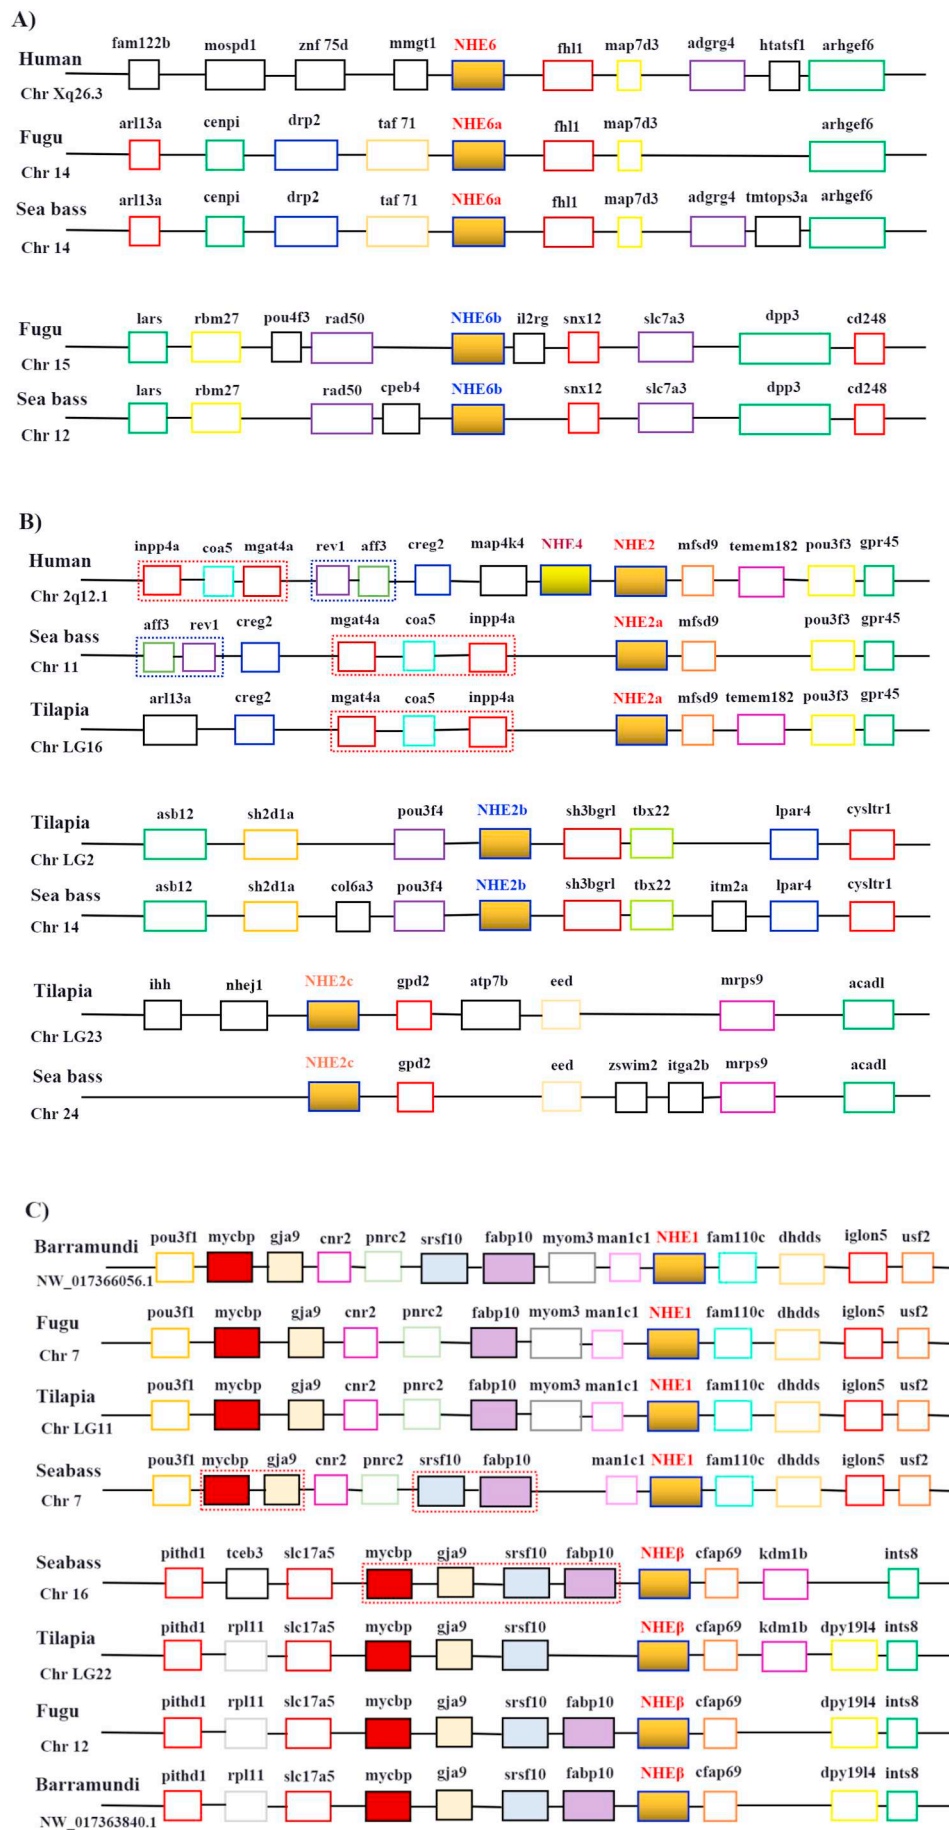 A)
fam122b mospd1 znf 75d mmgt1 NHE6 fhl1 map7d3 adgrg4 htatsf1 arhgef6
Human
Chr Xq26.3
arl13a cenpi drp2 taf 71 NHE6a fhl1 map7d3 arhgef6
Fugu
Chr 14
arl13a cenpi drp2 taf 71 NHE6a fhl1 map7d3 adgrg4 tmtops3a arhgef6
Sea bass
Chr 14
lars rbm27 pou4f3 rad50 NHE6b il2rg snx12 slc7a3 dpp3 cd248
Fugu
Chr 15
lars rbm27 rad50 cpeb4 NHE6b snx12 slc7a3 dpp3 cd248
Sea bass
Chr 12
B)
inpp4a coa5 mgat4a rev1 aff3 creg2 map4k4 NHE4 NHE2 mfsd9 temem182 pou3f3 gpr45
Human
Chr 2q12.1
aff3 rev1 creg2 mgat4a coa5 inpp4a NHE2a mfsd9 pou3f3 gpr45
Sea bass
Chr 11
arl13a creg2 mgat4a coa5 inpp4a NHE2a mfsd9 temem182 pou3f3 gpr45
Tilapia
Chr LG16
asb12 sh2d1a pou3f4 NHE2b sh3bgrl tbx22 lpar4 cysltr1
Tilapia
Chr LG2
asb12 sh2d1a col6a3 pou3f4 NHE2b sh3bgrl tbx22 itm2a lpar4 cysltr1
Sea bass
Chr 14
ihh nhej1 NHE2c gpd2 atp7b eed mrps9 acadl
Tilapia
Chr LG23
NHE2c gpd2 eed zswim2 itga2b mrps9 acadl
Sea bass
Chr 24
C)
pou3f1 mycbp gja9 cnr2 pnrc2 srsf10 fabp10 myom3 man1c1 NHE1 fam110c dhdds iglon5 usf2
Barramundi
NW_017366056.1
pou3f1 mycbp gja9 cnr2 pnrc2 fabp10 myom3 man1c1 NHE1 fam110c dhdds iglon5 usf2
Fugu
Chr 7
pou3f1 mycbp gja9 cnr2 pnrc2 fabp10 myom3 man1c1 NHE1 fam110c dhdds iglon5 usf2
Tilapia
Chr LG11
pou3f1 mycbp gja9 cnr2 pnrc2 srsf10 fabp10 man1c1 NHE1 fam110c dhdds iglon5 usf2
Seabass
Chr 7
pithd1 tceb3 slc17a5 mycbp gja9 srsf10 fabp10 NHEβ cfap69 kdm1b ints8
Seabass
Chr 16
pithd1 rpl11 slc17a5 mycbp gja9 srsf10 NHEβ cfap69 kdm1b dpy19l4 ints8
Tilapia
Chr LG22
pithd1 rpl11 slc17a5 mycbp gja9 srsf10 fabp10 NHEβ cfap69 dpy19l4 ints8
Fugu
Chr 12
pithd1 rpl11 slc17a5 mycbp gja9 srsf10 fabp10 NHEβ cfap69 dpy19l4 ints8
Barramundi
NW_017363840.1